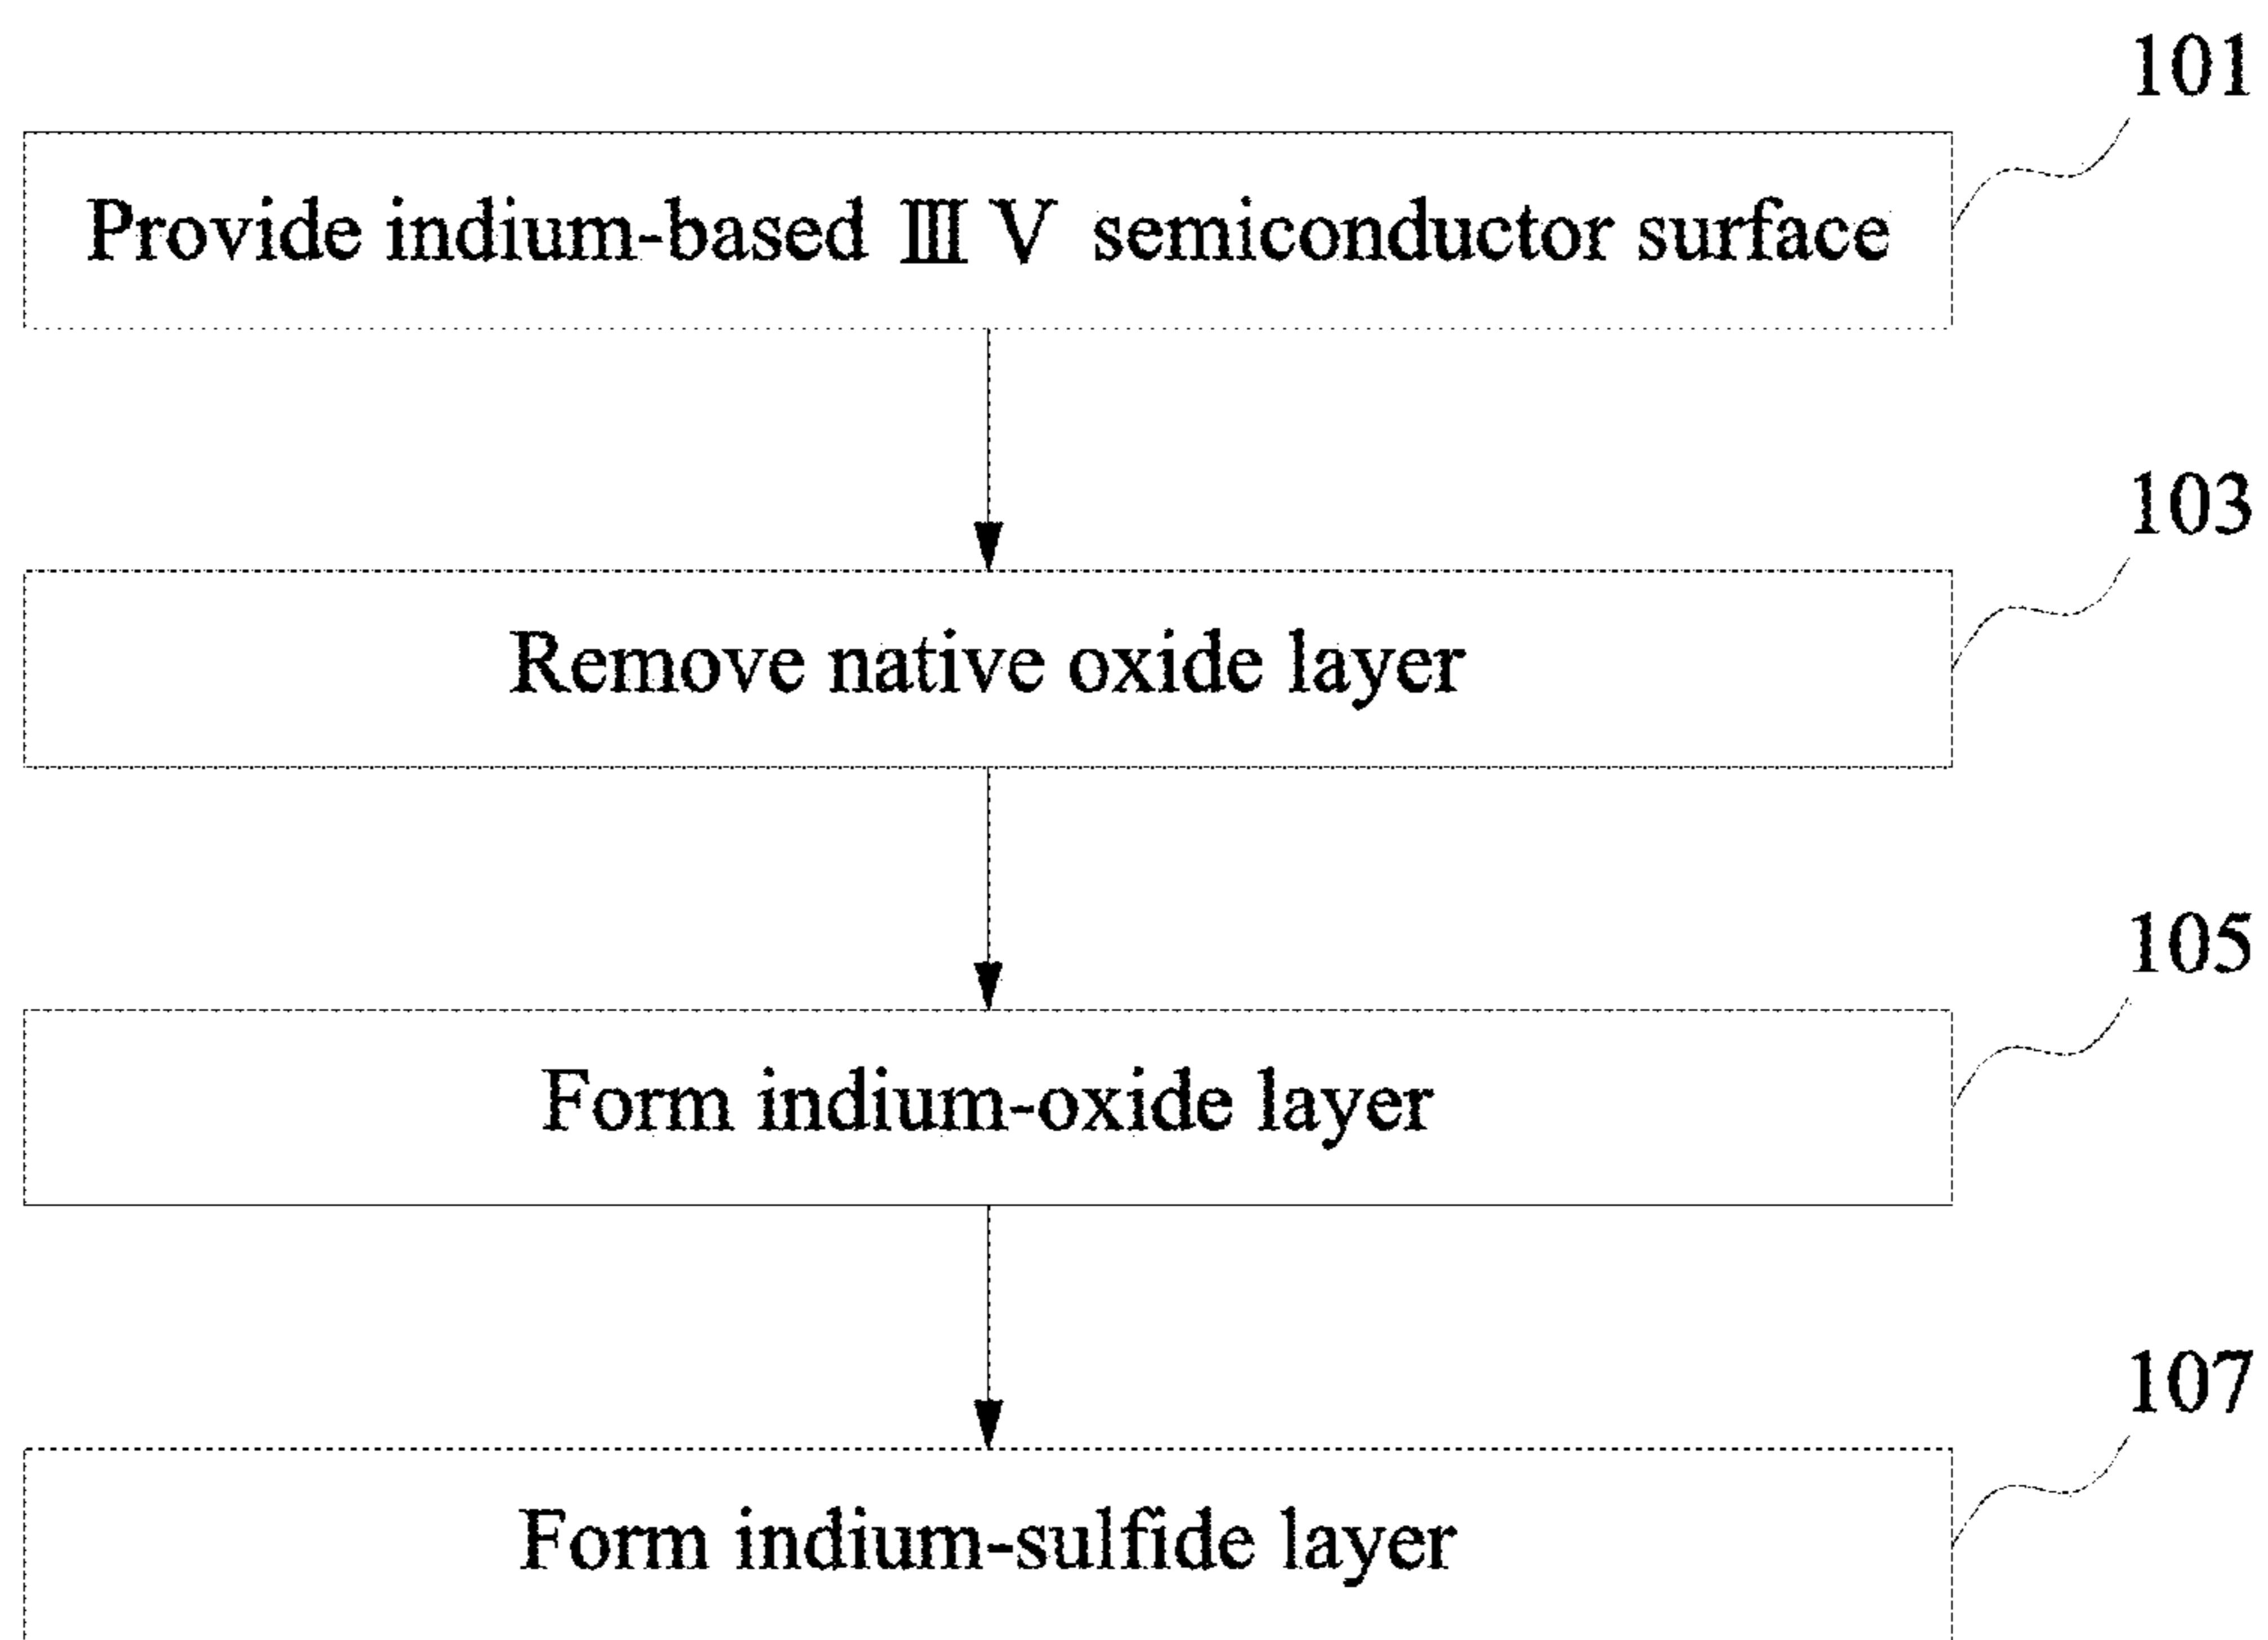 101
Provide indium-based Ⅲ Ⅴ semiconductor surface
103
Remove native oxide layer
105
Form indium-oxide layer
107
Form indium-sulfide layer